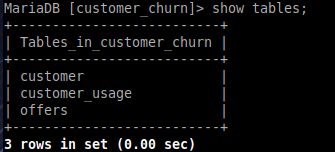 MariaDB [customer_churn]> show tables;
+--------------------------+
| Tables_in_customer_churn |
+--------------------------+
| customer                 |
| customer_usage           |
| offers                   |
+--------------------------+
3 rows in set (0.00 sec)